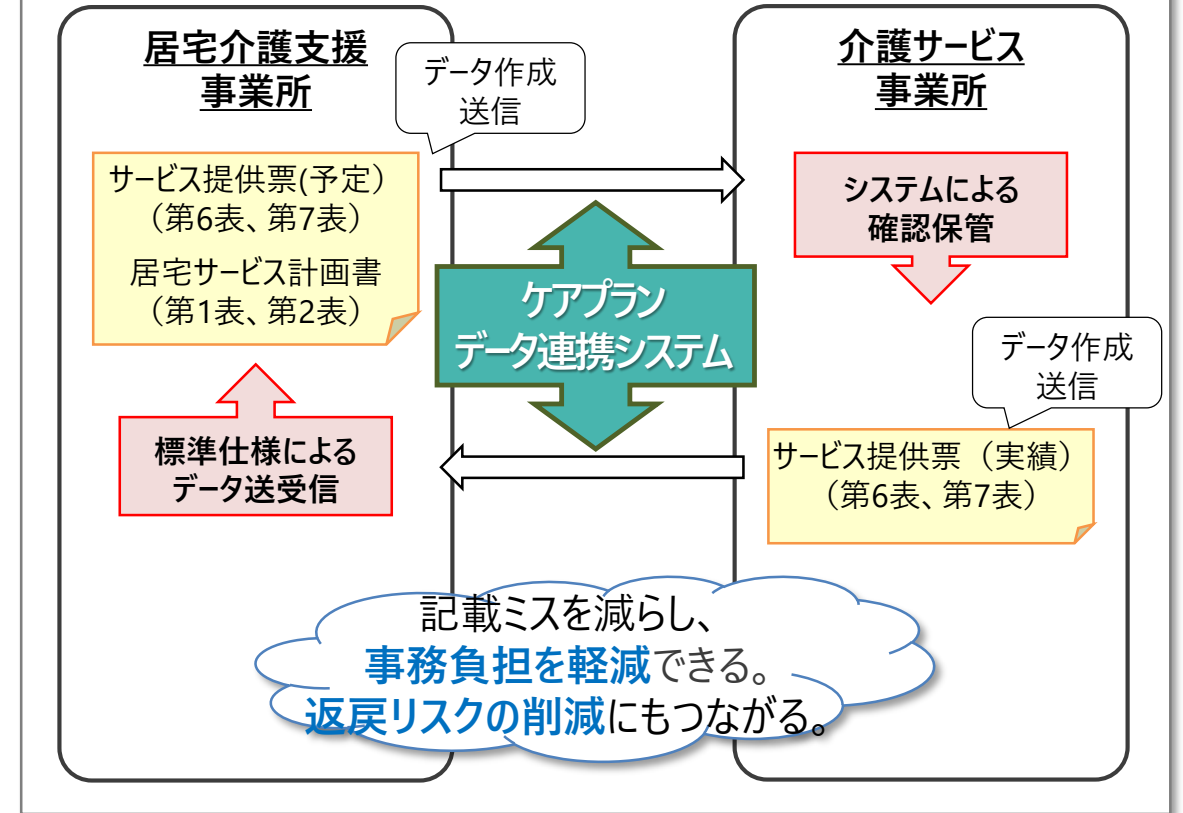 居宅介護支援
事業所
データ作成
送信
介護サービス
事業所
サービス提供票(予定）
（第6表、第7表）
居宅サービス計画書
（第1表、第2表）
システムによる
確認保管
ケアプラン
データ連携システム
データ作成
送信
標準仕様による
データ送受信
サービス提供票（実績）
（第6表、第7表）
記載ミスを減らし、
事務負担を軽減できる。
返戻リスクの削減にもつながる。